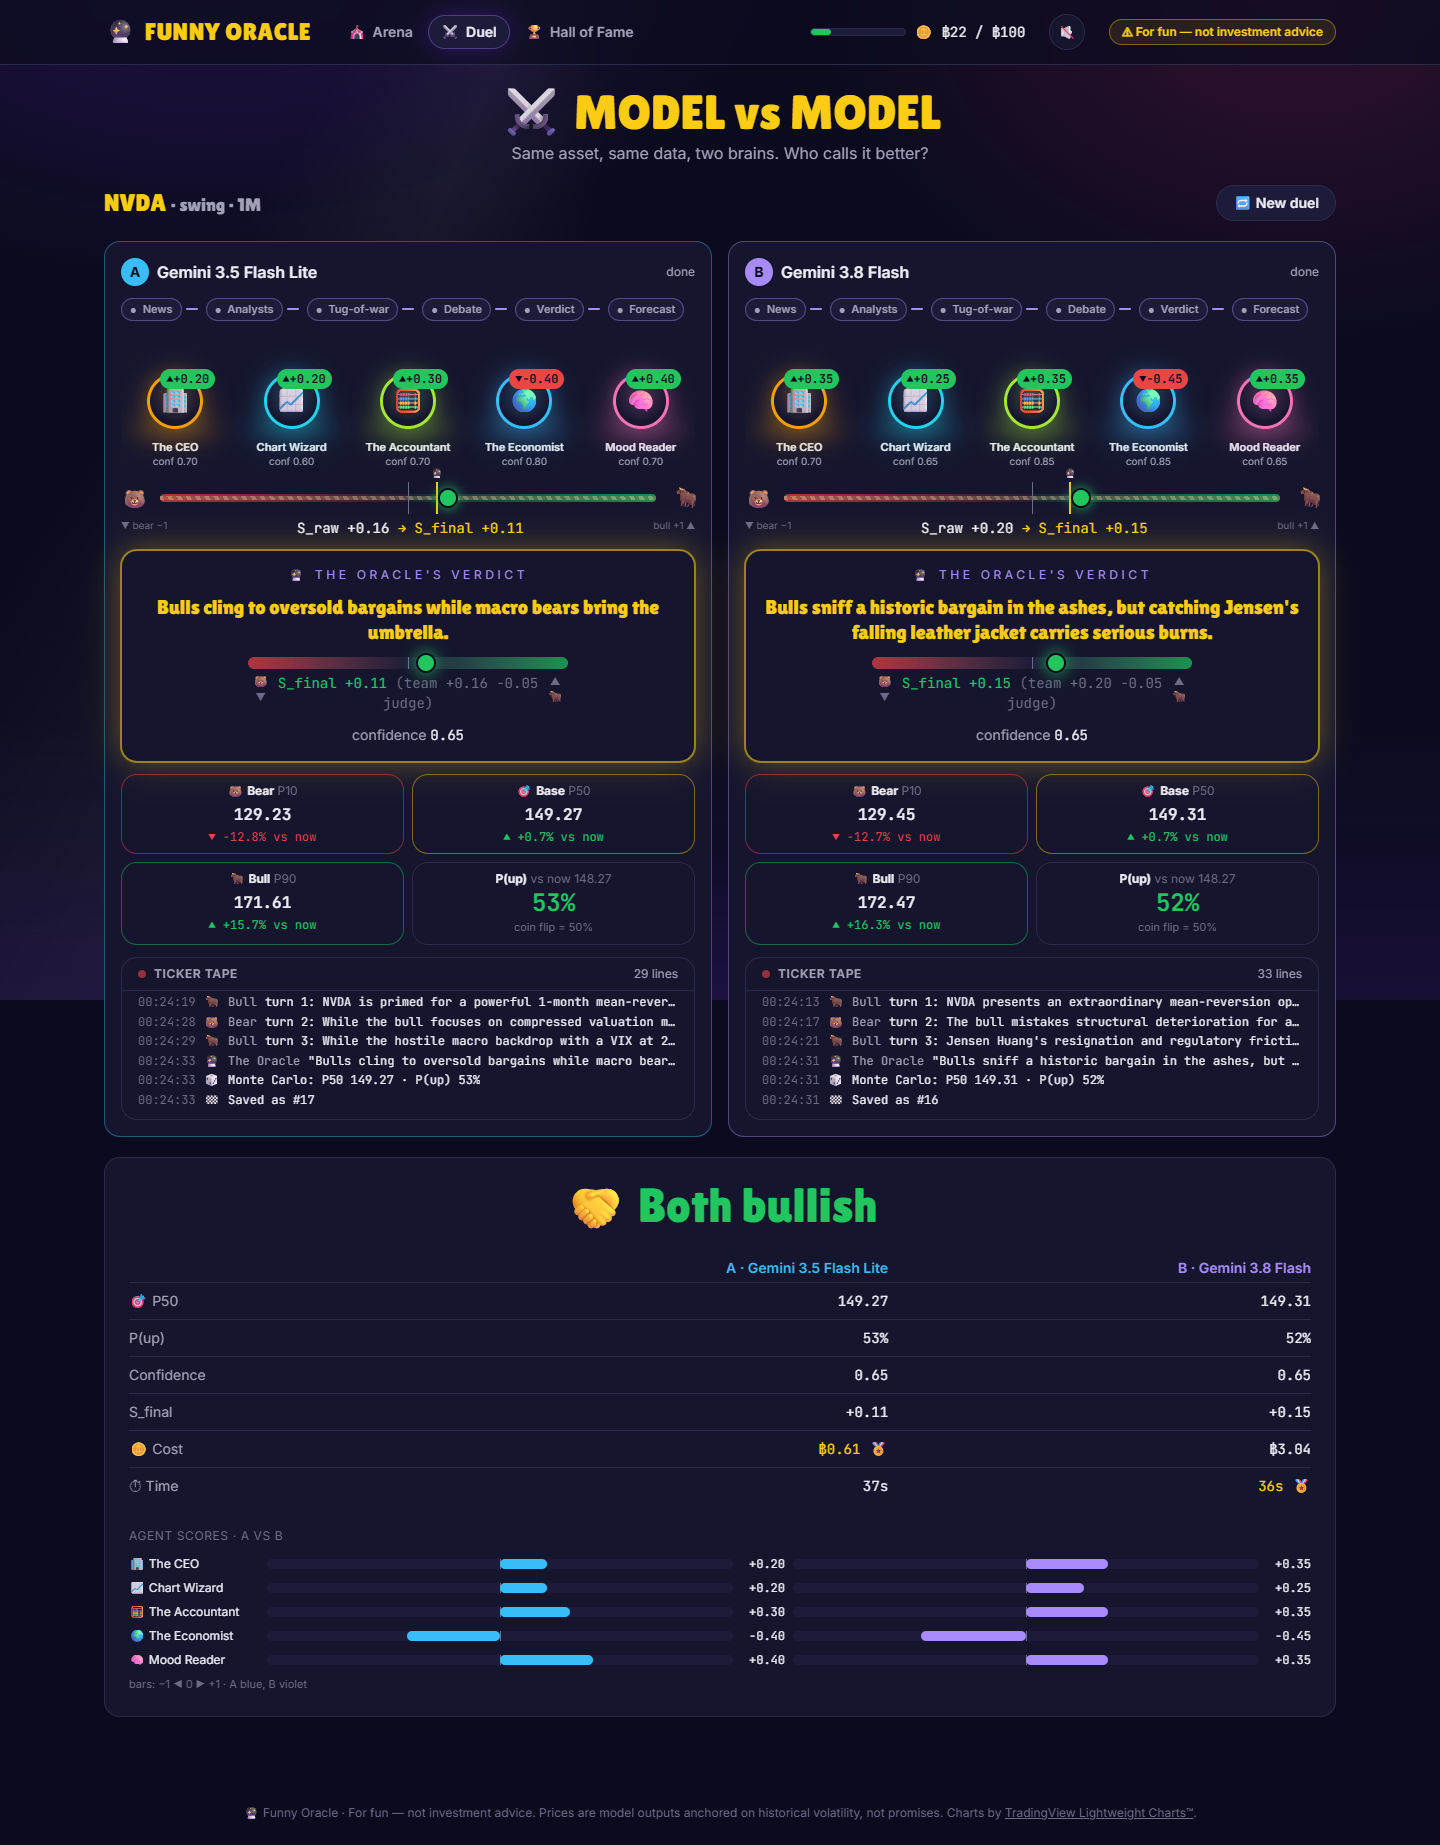 FUNNY ORACLE
Arena
Duel
Hall of Fame
฿22 / ฿100
⚠ For fun — not investment advice
MODEL vs MODEL
Same asset, same data, two brains. Who calls it better?
NVDA · swing · 1M
New duel
A Gemini 3.5 Flash Lite
done
News
Analysts
Tug-of-war
Debate
Verdict
Forecast
▲+0.20
▲+0.20
▲+0.30
▼-0.40
▲+0.40
The CEO
Chart Wizard
The Accountant
The Economist
Mood Reader
conf 0.70
conf 0.60
conf 0.70
conf 0.80
conf 0.70
▼ bear −1
S_raw +0.16 → S_final +0.11
bull +1 ▲
THE ORACLE'S VERDICT
Bulls cling to oversold bargains while macro bears bring the
umbrella.
S_final +0.11 (team +0.16 -0.05
▼ judge) ▲
confidence 0.65
Bear P10
129.23
▼ -12.8% vs now
Base P50
149.27
▲ +0.7% vs now
Bull P90
171.61
▲ +15.7% vs now
P(up) vs now 148.27
53%
coin flip = 50%
TICKER TAPE
29 lines
00:24:19 Bull turn 1: NVDA is primed for a powerful 1-month mean-rever…
00:24:28 Bear turn 2: While the bull focuses on compressed valuation m…
00:24:29 Bull turn 3: While the hostile macro backdrop with a VIX at 2…
00:24:33 The Oracle "Bulls cling to oversold bargains while macro bear…
00:24:33 Monte Carlo: P50 149.27 · P(up) 53%
00:24:33 Saved as #17
B Gemini 3.8 Flash
done
News
Analysts
Tug-of-war
Debate
Verdict
Forecast
▲+0.35
▲+0.25
▲+0.35
▼-0.45
▲+0.35
The CEO
Chart Wizard
The Accountant
The Economist
Mood Reader
conf 0.70
conf 0.65
conf 0.85
conf 0.85
conf 0.65
▼ bear −1
S_raw +0.20 → S_final +0.15
bull +1 ▲
THE ORACLE'S VERDICT
Bulls sniff a historic bargain in the ashes, but catching Jensen's
falling leather jacket carries serious burns.
S_final +0.15 (team +0.20 -0.05
▼ judge) ▲
confidence 0.65
Bear P10
129.45
▼ -12.7% vs now
Base P50
149.31
▲ +0.7% vs now
Bull P90
172.47
▲ +16.3% vs now
P(up) vs now 148.27
52%
coin flip = 50%
TICKER TAPE
33 lines
00:24:13 Bull turn 1: NVDA presents an extraordinary mean-reversion op…
00:24:17 Bear turn 2: The bull mistakes structural deterioration for a…
00:24:21 Bull turn 3: Jensen Huang's resignation and regulatory fricti…
00:24:31 The Oracle "Bulls sniff a historic bargain in the ashes, but …
00:24:31 Monte Carlo: P50 149.31 · P(up) 52%
00:24:31 Saved as #16
Both bullish
A · Gemini 3.5 Flash Lite B · Gemini 3.8 Flash
P50 149.27 149.31
P(up) 53% 52%
Confidence 0.65 0.65
S_final +0.11 +0.15
Cost ฿0.61 ฿3.04
⏱ Time 37s 36s
AGENT SCORES · A VS B
The CEO +0.20 +0.35
Chart Wizard +0.20 +0.25
The Accountant +0.30 +0.35
The Economist -0.40 -0.45
Mood Reader +0.40 +0.35
bars: −1 ◀ 0 ▶ +1 · A blue, B violet
Funny Oracle · For fun — not investment advice. Prices are model outputs anchored on historical volatility, not promises. Charts by TradingView Lightweight Charts™.